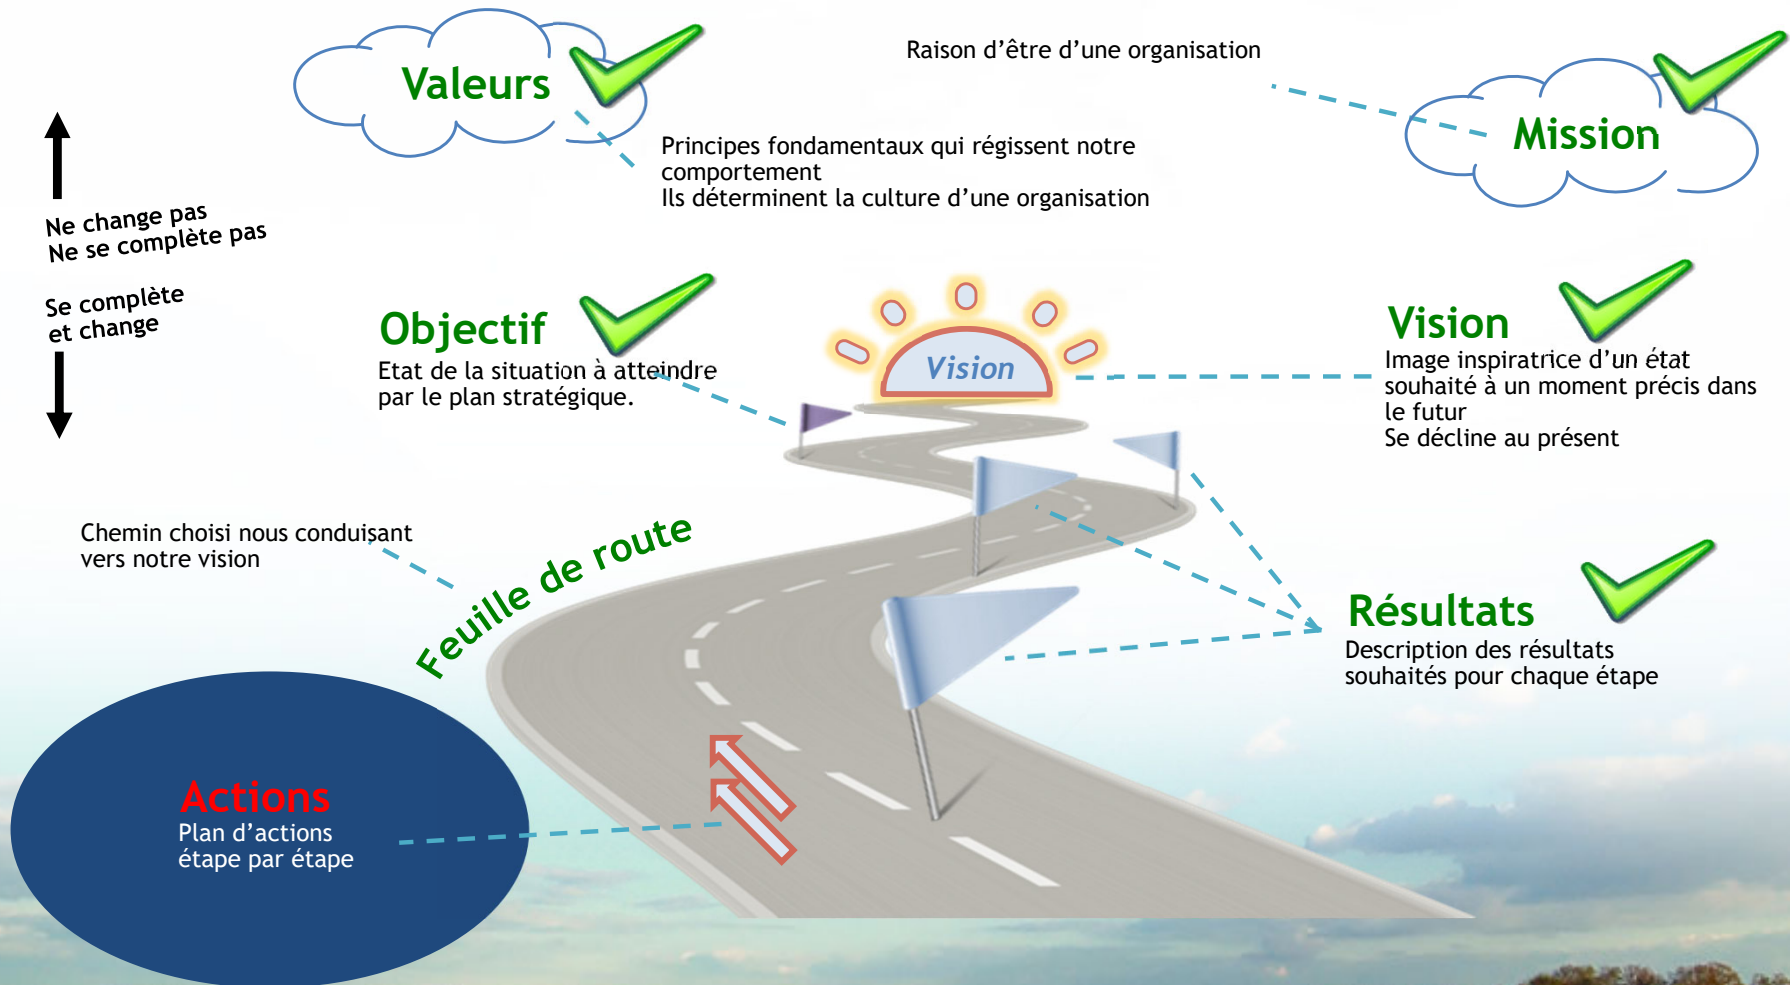 Valeurs
Raison d’être d’une organisation
Mission
Principes fondamentaux qui régissent notre
comportement
Ils déterminent la culture d’une organisation
Ne change pas
Ne se complète pas
Se complète
et change
Objectif
Etat de la situation à atteindre
par le plan stratégique.
Vision
Vision
Image inspiratrice d’un état
souhaité à un moment précis dans
le futur
Se décline au présent
Chemin choisi nous conduisant
vers notre vision
Feuille de route
Résultats
Description des résultats
souhaités pour chaque étape
Actions
Plan d’actions
étape par étape